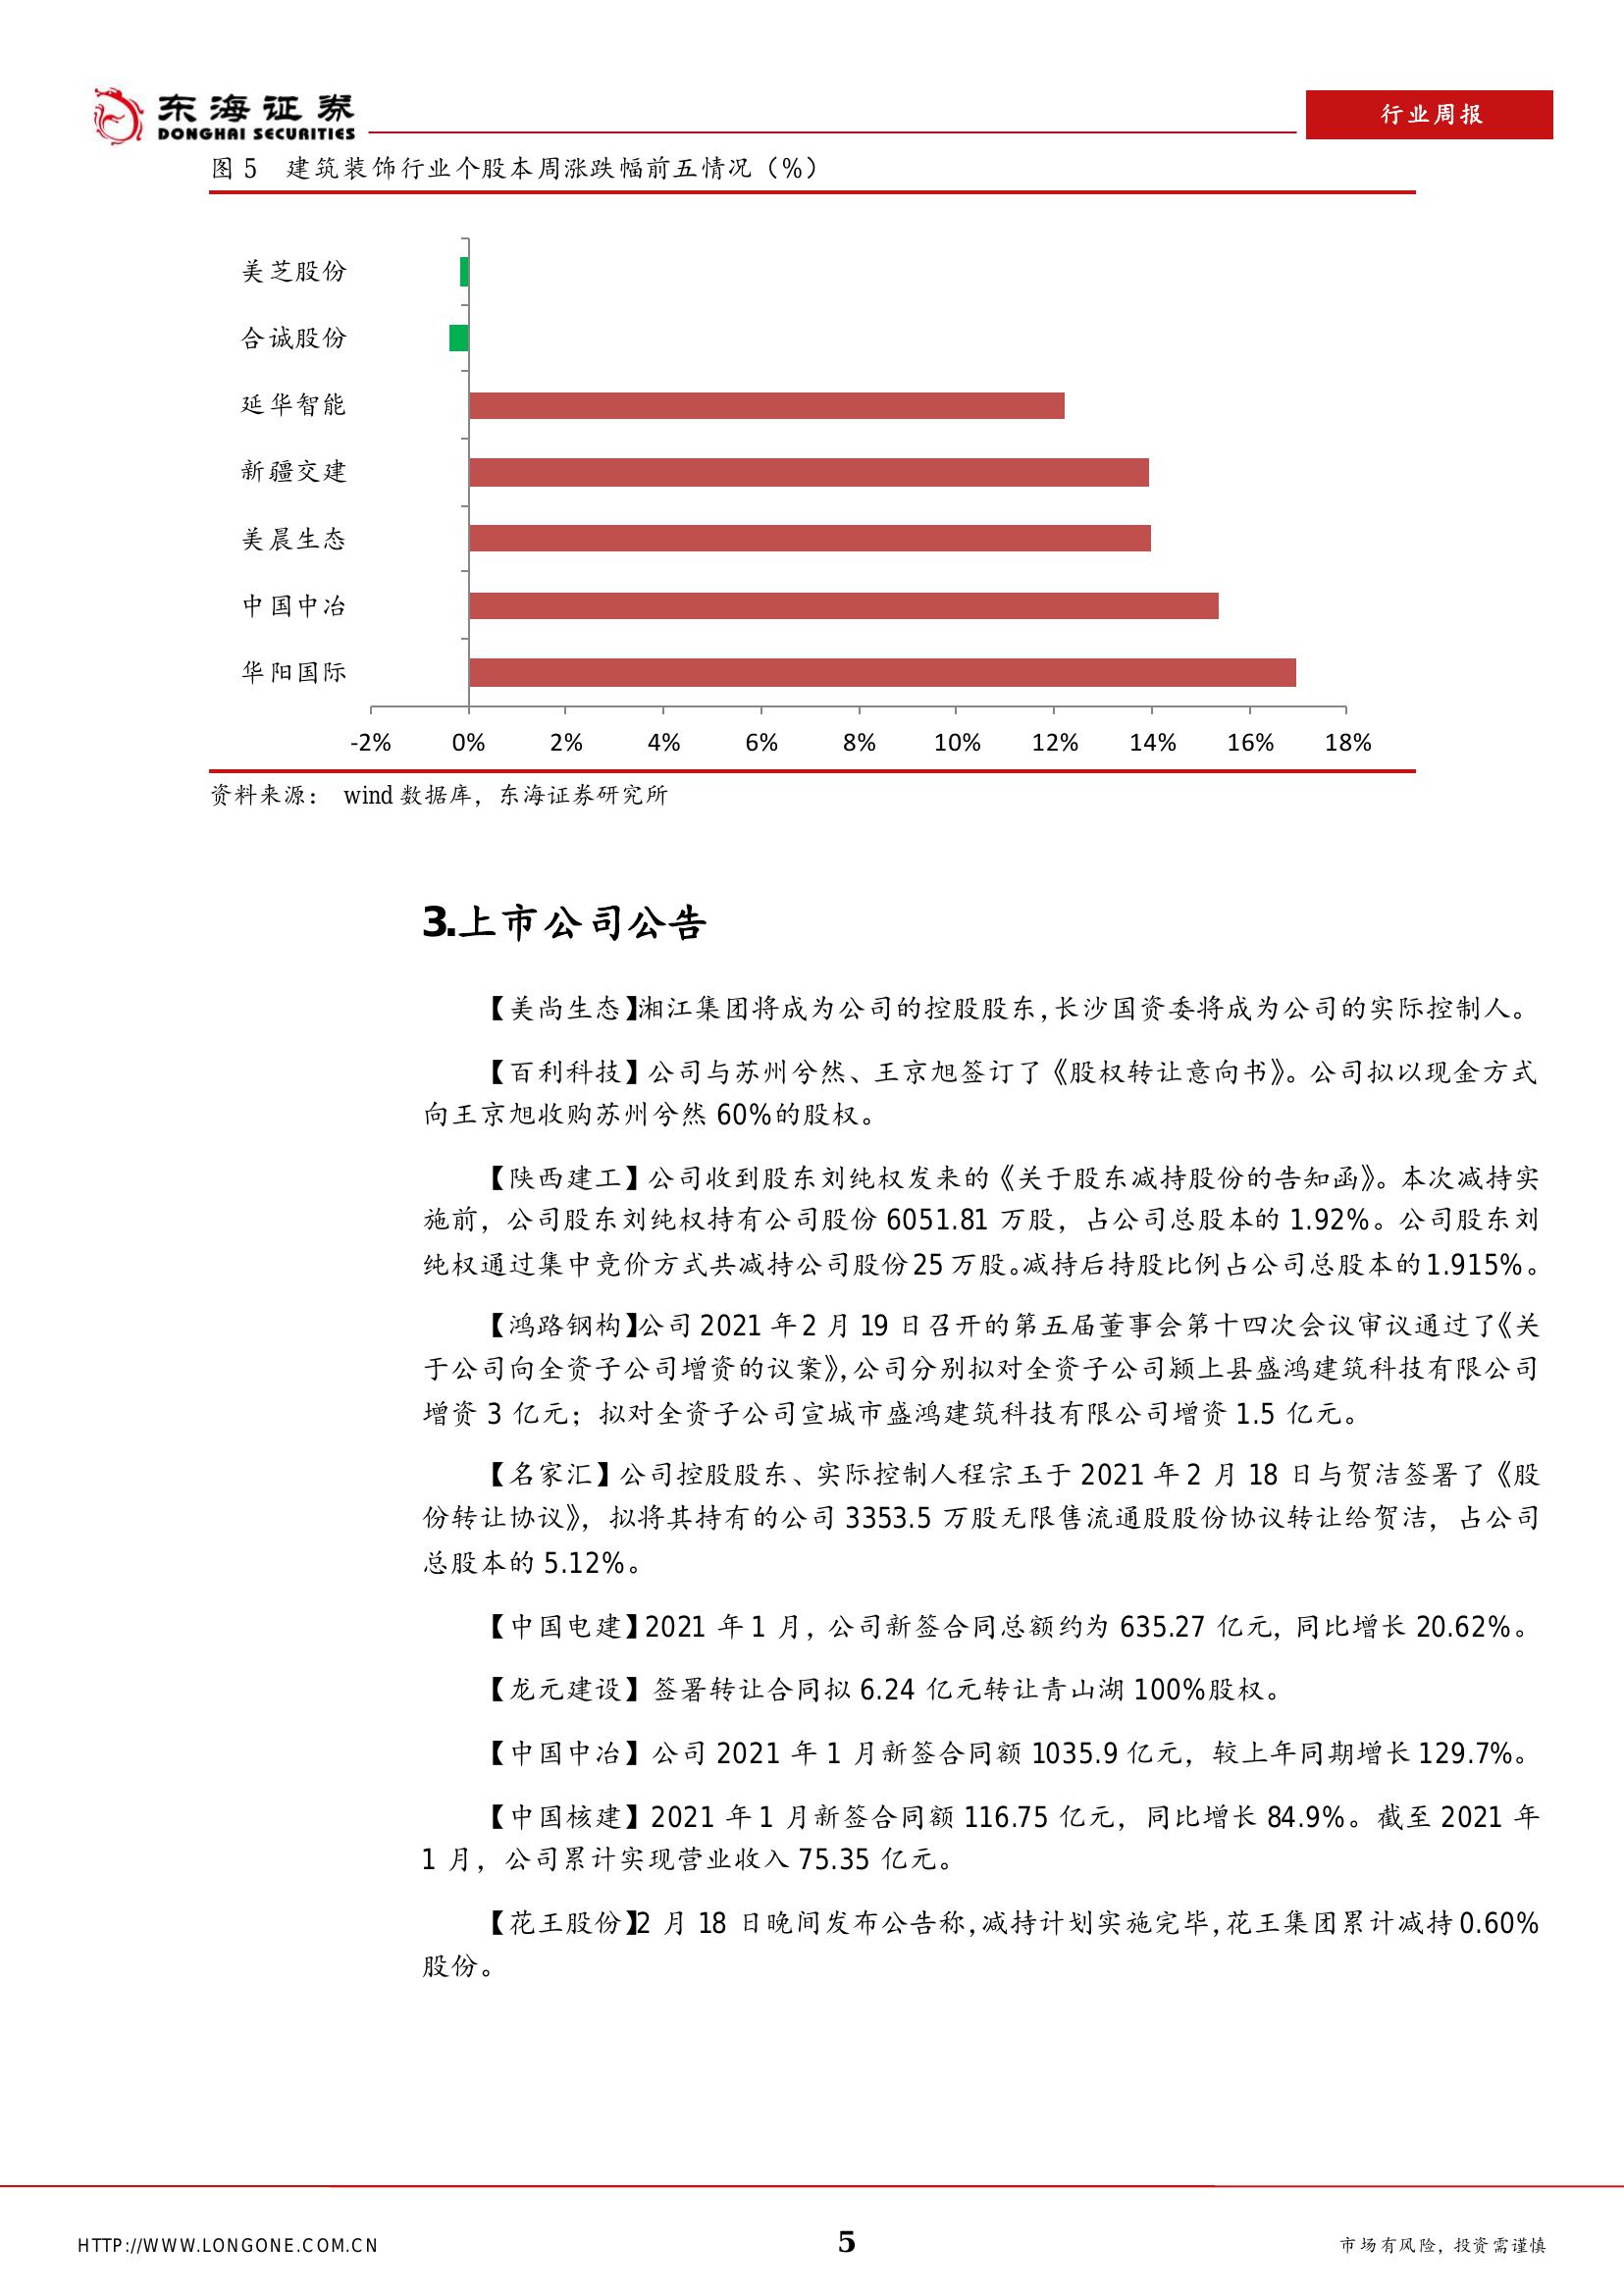 东海证券
DONGHAI SECURITIES
行业周报
图 5 建筑装饰行业个股本周涨跌幅前五情况（%）
美芝股份
合诚股份
延华智能
新疆交建
美晨生态
中国中冶
华阳国际
-2% 0% 2% 4% 6% 8% 10% 12% 14% 16% 18%
资料来源： wind 数据库，东海证券研究所
3.上市公司公告
【美尚生态】湘江集团将成为公司的控股股东，长沙国资委将成为公司的实际控制人。
【百利科技】公司与苏州兮然、王京旭签订了《股权转让意向书》。公司拟以现金方式
向王京旭收购苏州兮然 60%的股权。
【陕西建工】公司收到股东刘纯权发来的《关于股东减持股份的告知函》。本次减持实
施前，公司股东刘纯权持有公司股份 6051.81 万股，占公司总股本的 1.92%。公司股东刘
纯权通过集中竞价方式共减持公司股份 25 万股。减持后持股比例占公司总股本的 1.915%。
【鸿路钢构】公司 2021 年 2 月 19 日召开的第五届董事会第十四次会议审议通过了《关
于公司向全资子公司增资的议案》，公司分别拟对全资子公司颍上县盛鸿建筑科技有限公司
增资 3 亿元；拟对全资子公司宣城市盛鸿建筑科技有限公司增资 1.5 亿元。
【名家汇】公司控股股东、实际控制人程宗玉于 2021 年 2 月 18 日与贺洁签署了《股
份转让协议》，拟将其持有的公司 3353.5 万股无限售流通股股份协议转让给贺洁，占公司
总股本的 5.12%。
【中国电建】2021 年 1 月，公司新签合同总额约为 635.27 亿元，同比增长 20.62%。
【龙元建设】签署转让合同拟 6.24 亿元转让青山湖 100%股权。
【中国中冶】公司 2021 年 1 月新签合同额 1035.9 亿元，较上年同期增长 129.7%。
【中国核建】2021 年 1 月新签合同额 116.75 亿元，同比增长 84.9%。截至 2021 年
1 月，公司累计实现营业收入 75.35 亿元。
【花王股份】2 月 18 日晚间发布公告称，减持计划实施完毕，花王集团累计减持 0.60%
股份。
HTTP://WWW.LONGONE.COM.CN
5
市场有风险，投资需谨慎